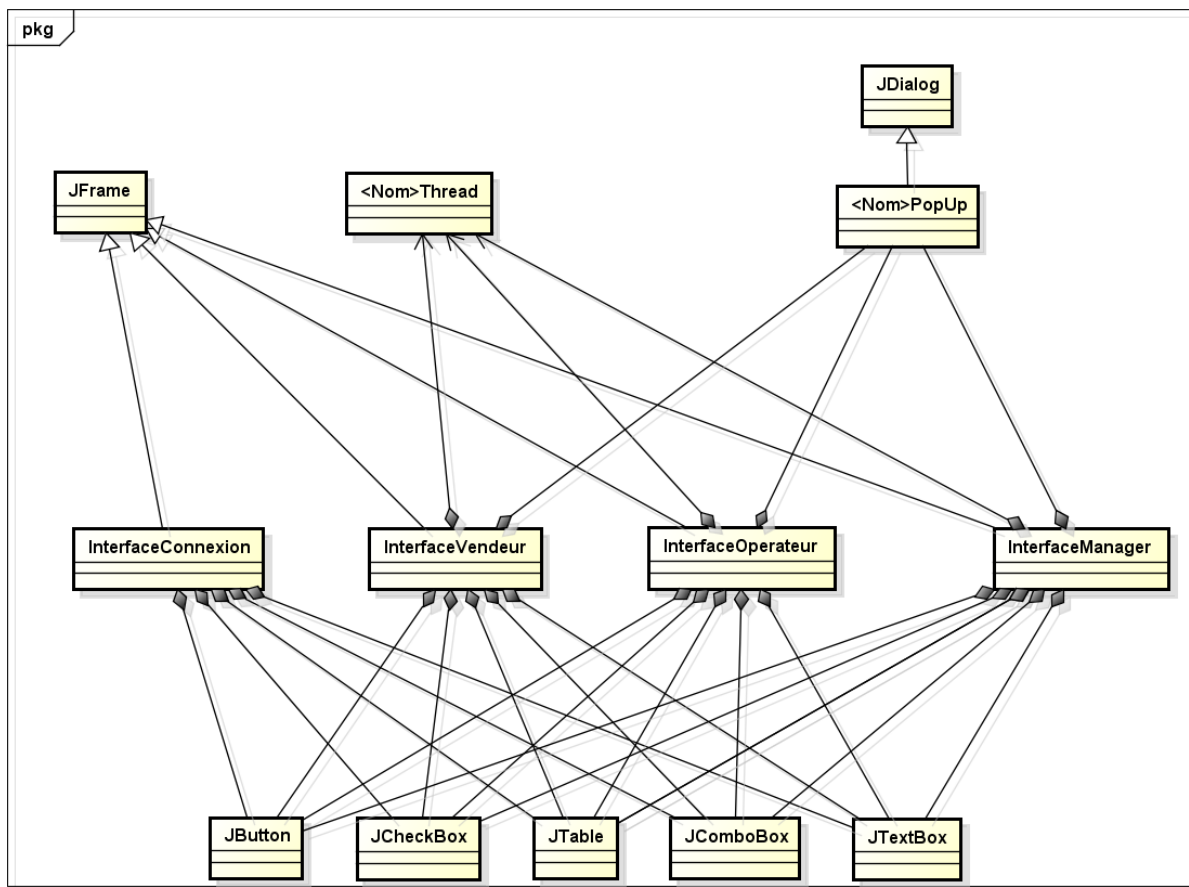 pkg
JDialog
JFrame
<Nom>Thread
<Nom>PopUp
InterfaceConnexion
InterfaceVendeur
InterfaceOperateur
InterfaceManager
JButton
JCheckBox
JTable
JComboBox
JTextBox